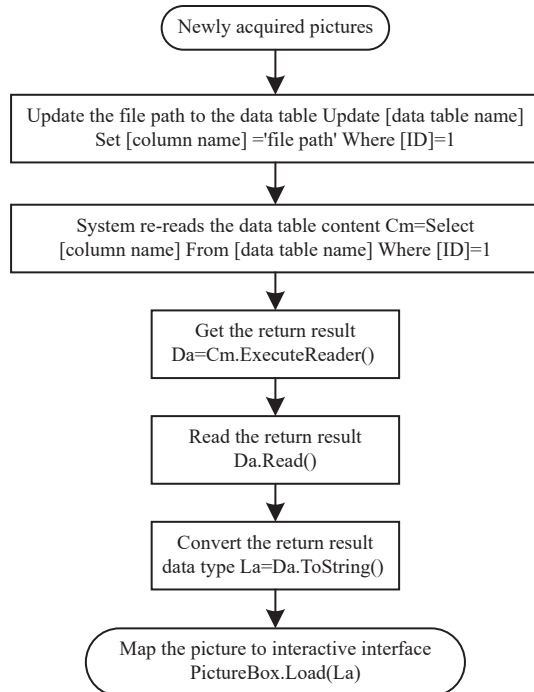 Newly acquired pictures
Update the file path to the data table Update [data table name]
Set [column name] ='file path' Where [ID]=1
System re-reads the data table content Cm=Select
[column name] From [data table name] Where [ID]=1
Get the return result
Da=Cm.ExecuteReader()
Read the return result
Da.Read()
Convert the return result
data type La=Da.ToString()
Map the picture to interactive interface
PictureBox.Load(La)